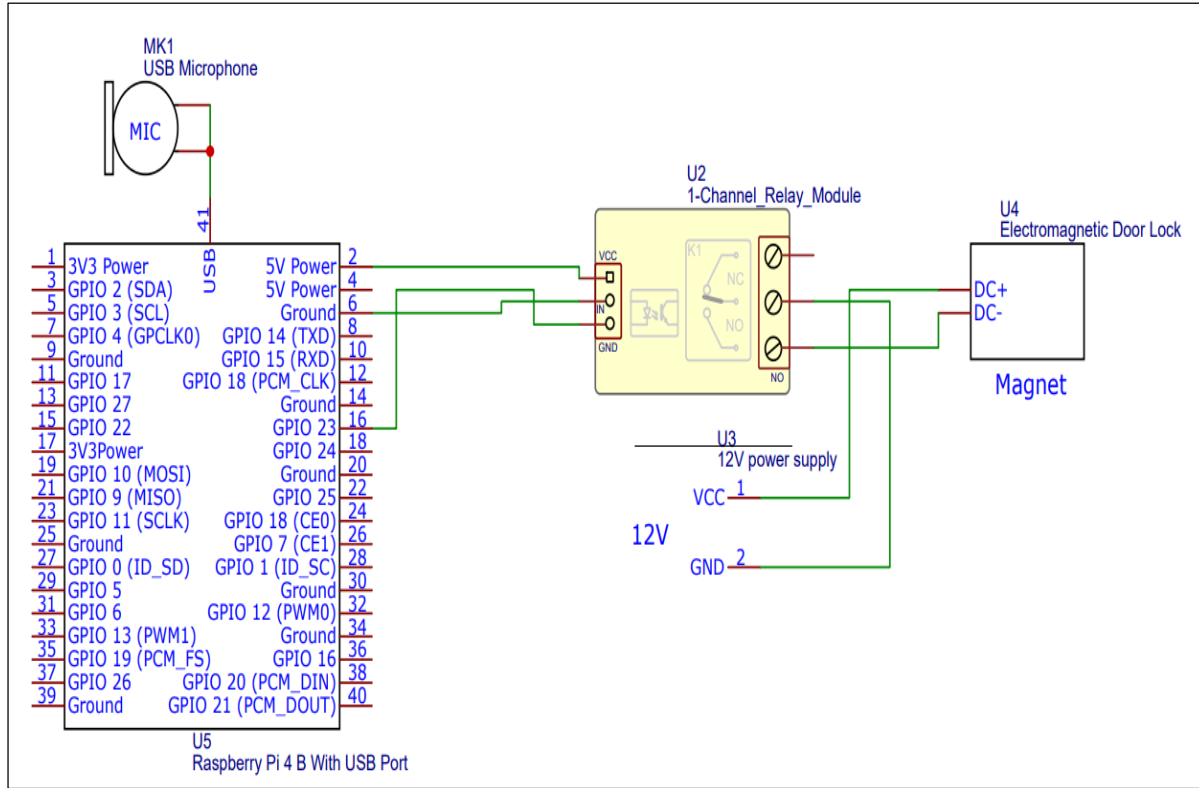 MK1
USB Microphone
MIC
41
USB
1 3V3 Power
3 GPIO 2 (SDA)
5 GPIO 3 (SCL)
7 GPIO 4 (GPCLK0)
9 Ground
11 GPIO 17
13 GPIO 27
15 GPIO 22
17 3V3Power
19 GPIO 10 (MOSI)
21 GPIO 9 (MISO)
23 GPIO 11 (SCLK)
25 Ground
27 GPIO 0 (ID_SD)
29 GPIO 5
31 GPIO 6
33 GPIO 13 (PWM1)
35 GPIO 19 (PCM_FS)
37 GPIO 26
39 Ground
5V Power 2
5V Power 4
Ground 6
GPIO 14 (TXD) 8
GPIO 15 (RXD) 10
GPIO 18 (PCM_CLK) 12
Ground 14
GPIO 23 16
GPIO 24 18
Ground 20
GPIO 25 22
GPIO 18 (CE0) 24
GPIO 7 (CE1) 26
GPIO 1 (ID_SC) 28
Ground 30
GPIO 12 (PWM0) 32
Ground 34
GPIO 16 36
GPIO 20 (PCM_DIN) 38
GPIO 21 (PCM_DOUT) 40
U5
Raspberry Pi 4 B With USB Port
U2
1-Channel_Relay_Module
VCC
IN
GND
K1
NC
NO
NO
U4
Electromagnetic Door Lock
DC+
DC-
Magnet
U3
12V power supply
VCC 1
12V
GND 2